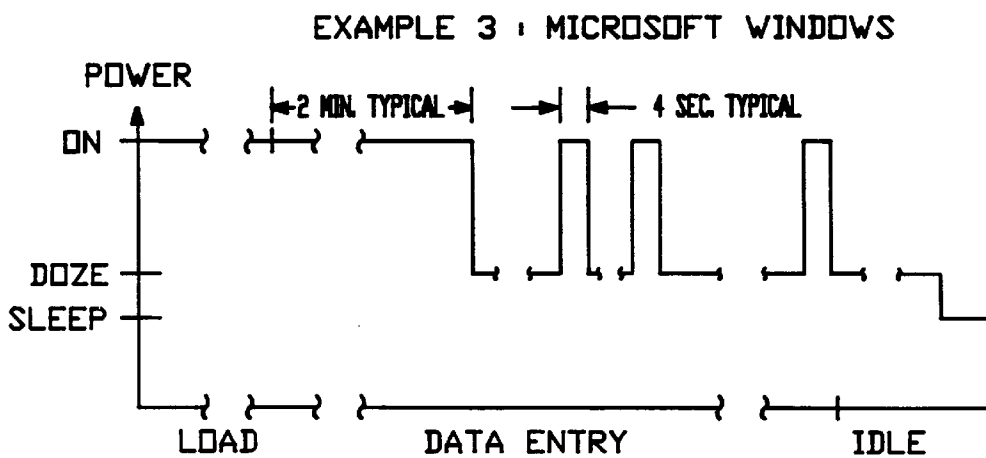 EXAMPLE 3 : MICROSOFT WINDOWS
POWER
2 MIN. TYPICAL
4 SEC. TYPICAL
ON
DOZE
SLEEP
LOAD
DATA ENTRY
IDLE